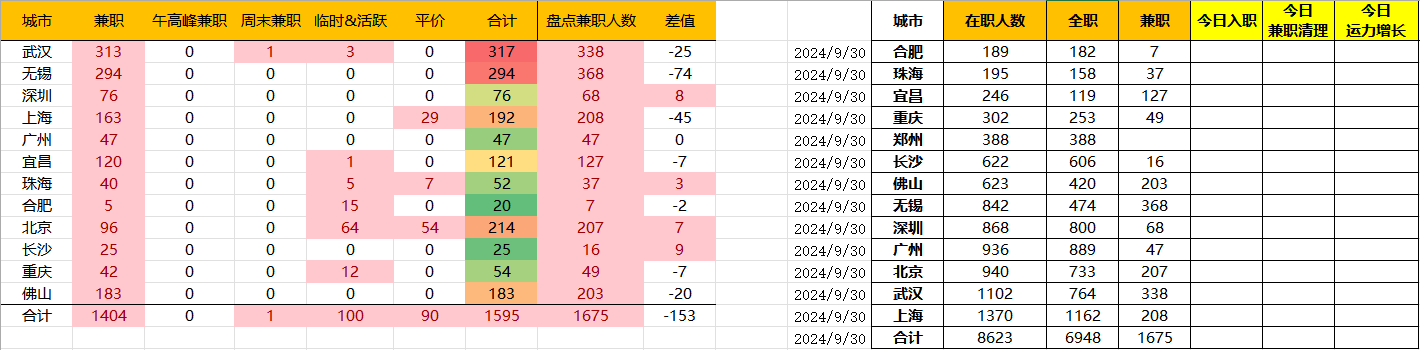 城市 兼职 午高峰兼职 周末兼职 临时&活跃 平价 合计 盘点兼职人数 差值 城市 在职人数 全职 兼职 今日入职 今日兼职清理 今日运力增长
武汉 313 0 1 3 0 317 338 -25 2024/9/30 合肥 189 182 7
无锡 294 0 0 0 0 294 368 -74 2024/9/30 珠海 195 158 37
深圳 76 0 0 0 0 76 68 8 2024/9/30 宜昌 246 119 127
上海 163 0 0 0 29 192 208 -45 2024/9/30 重庆 302 253 49
广州 47 0 0 0 0 47 47 0 2024/9/30 郑州 388 388
宜昌 120 0 0 1 0 121 127 -7 2024/9/30 长沙 622 606 16
珠海 40 0 0 5 7 52 37 3 2024/9/30 佛山 623 420 203
合肥 5 0 0 15 0 20 7 -2 2024/9/30 无锡 842 474 368
北京 96 0 0 64 54 214 207 7 2024/9/30 深圳 868 800 68
长沙 25 0 0 0 0 25 16 9 2024/9/30 广州 936 889 47
重庆 42 0 0 12 0 54 49 -7 2024/9/30 北京 940 733 207
佛山 183 0 0 0 0 183 203 -20 2024/9/30 武汉 1102 764 338
合计 1404 0 1 100 90 1595 1675 -153 2024/9/30 上海 1370 1162 208
2024/9/30 合计 8623 6948 1675